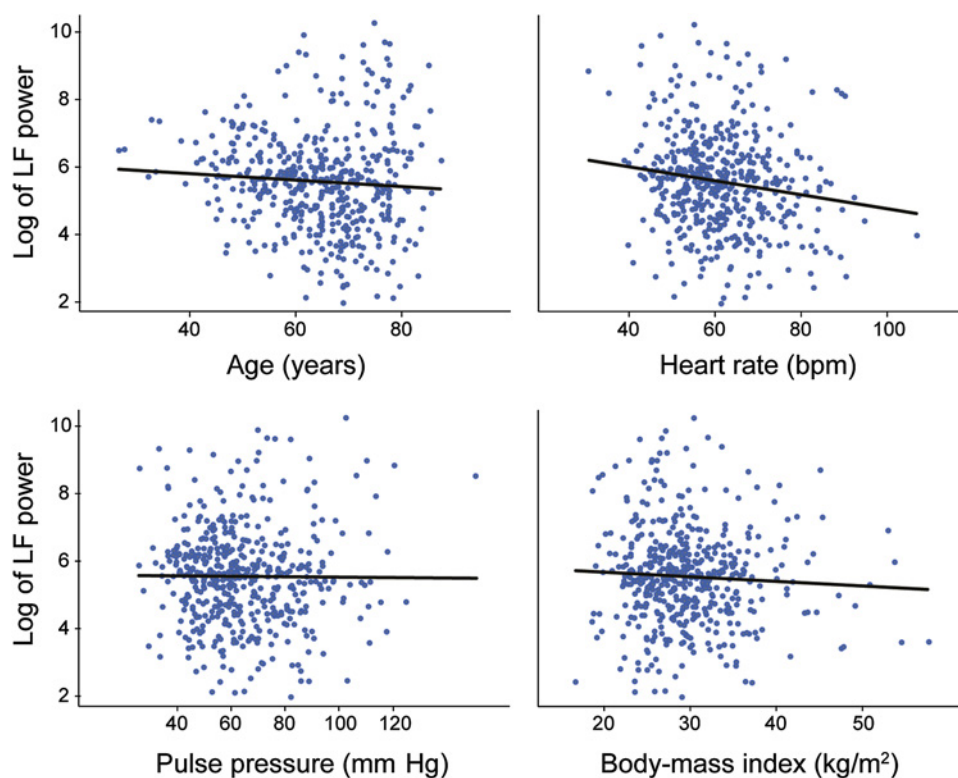 10
8
6
4
2
Log of LF power
40 60 80
Age (years)
40 60 80 100
Heart rate (bpm)
10
8
6
4
2
Log of LF power
40 60 80 100 120
Pulse pressure (mm Hg)
20 30 40 50
Body-mass index (kg/m²)